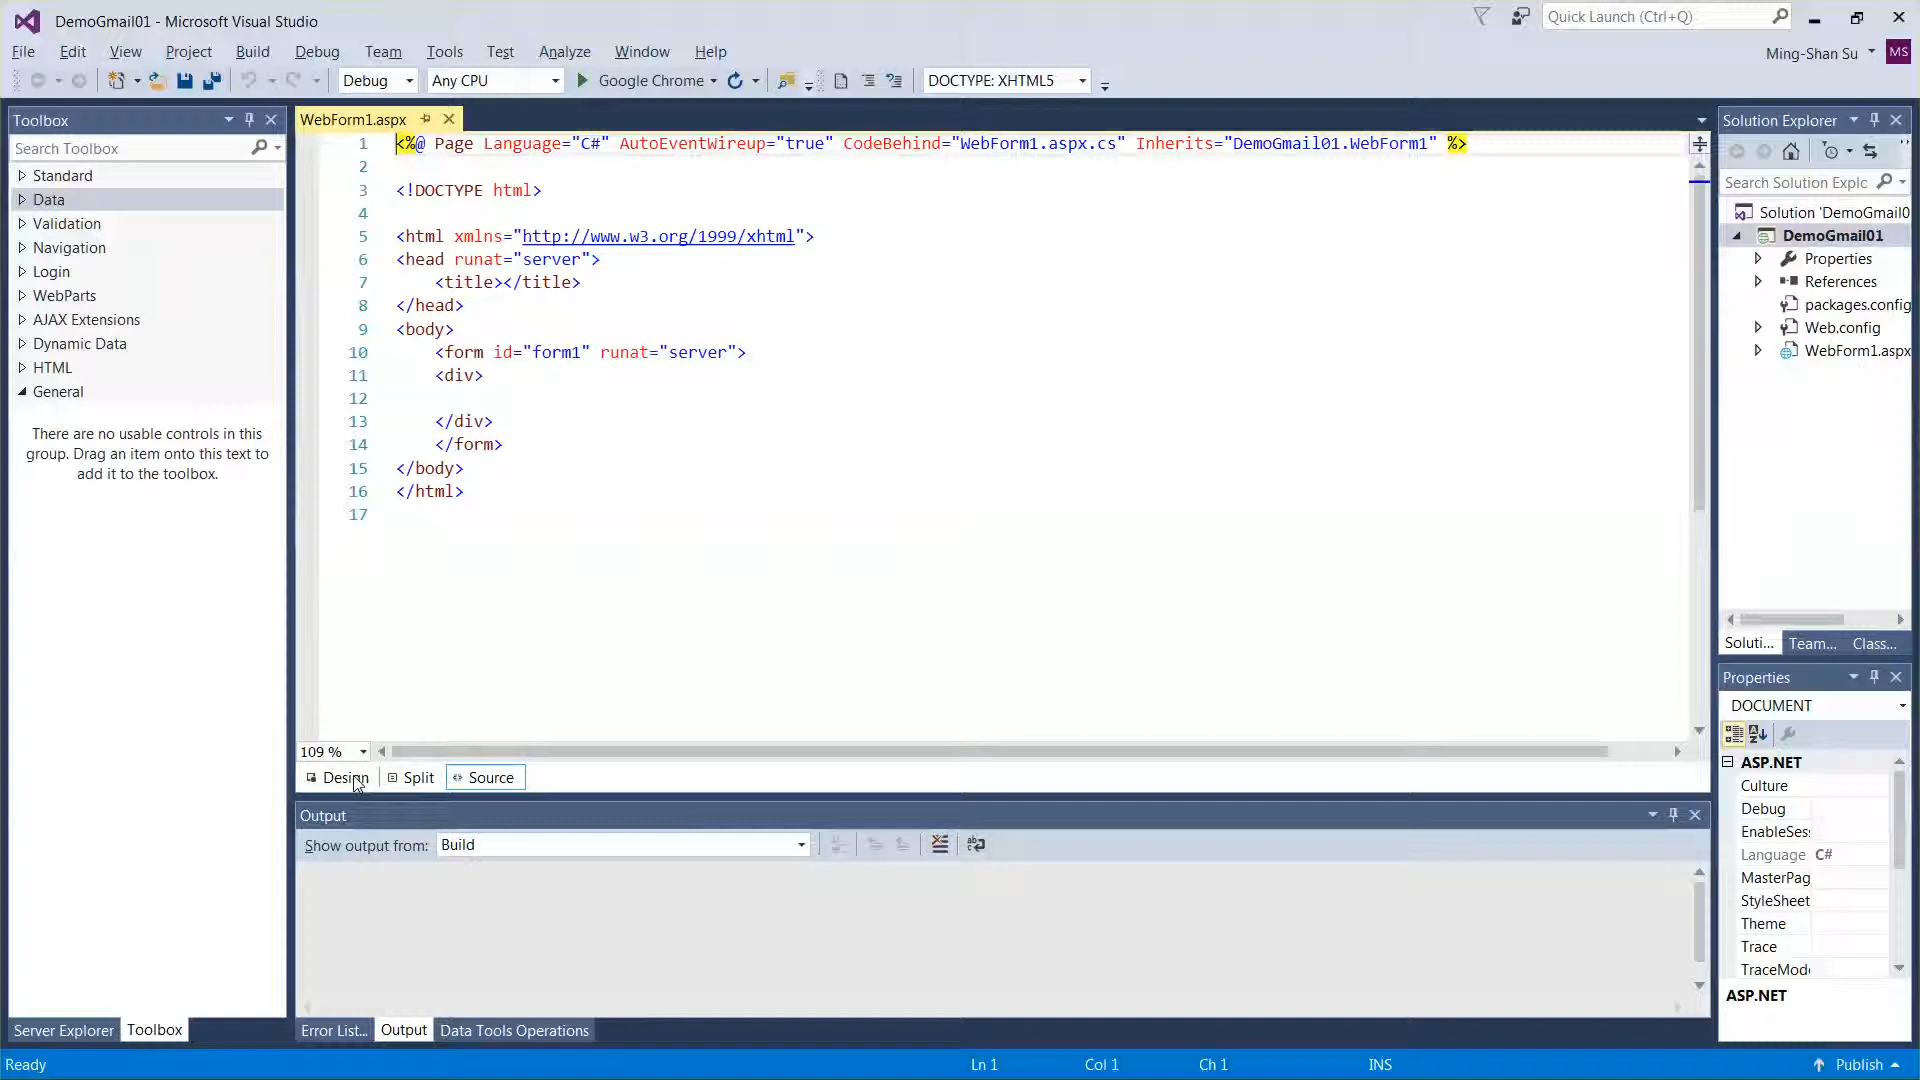 DemoGmail01 - Microsoft Visual Studio
Quick Launch (Ctrl+Q)
File Edit View Project Build Debug Team Tools Test Analyze Window Help
Ming-Shan Su MS
Debug Any CPU Google Chrome DOCTYPE: XHTML5
Toolbox
Search Toolbox
Standard
Data
Validation
Navigation
Login
WebParts
AJAX Extensions
Dynamic Data
HTML
General
There are no usable controls in this
group. Drag an item onto this text to
add it to the toolbox.
Server Explorer Toolbox
WebForm1.aspx
1 <%@ Page Language="C#" AutoEventWireup="true" CodeBehind="WebForm1.aspx.cs" Inherits="DemoGmail01.WebForm1" %>
2
3 <!DOCTYPE html>
4
5 <html xmlns="http://www.w3.org/1999/xhtml">
6 <head runat="server">
7 <title></title>
8 </head>
9 <body>
10 <form id="form1" runat="server">
11 <div>
12
13 </div>
14 </form>
15 </body>
16 </html>
17
109 %
Design Split Source
Output
Show output from: Build
Error List... Output Data Tools Operations
Solution Explorer
Search Solution Explc
Solution 'DemoGmail0
DemoGmail01
Properties
References
packages.config
Web.config
WebForm1.aspx
Soluti... Team... Class...
Properties
DOCUMENT
ASP.NET
Culture
Debug
EnableSes
Language C#
MasterPag
StyleSheet
Theme
Trace
TraceMod
ASP.NET
Ready Ln 1 Col 1 Ch 1 INS Publish